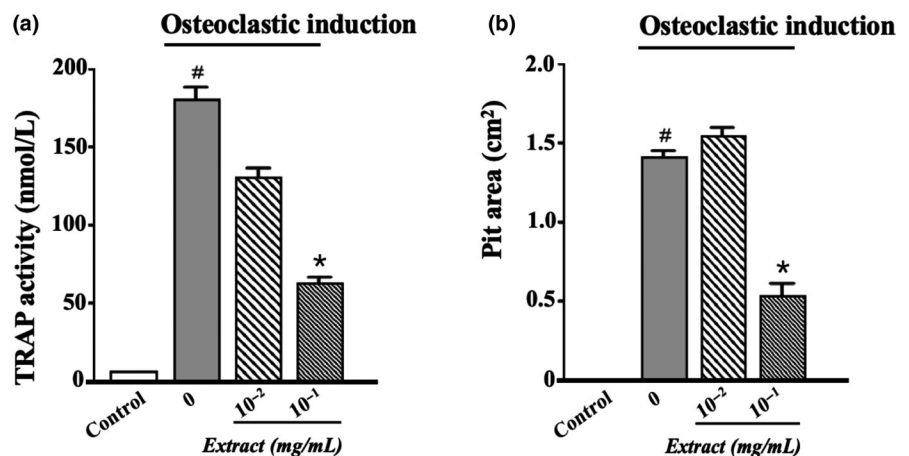 (a)
Osteoclastic induction
TRAP activity (nmol/L)
200
150
100
50
0
#
*
Control
0
10⁻²
10⁻¹
Extract (mg/mL)
(b)
Osteoclastic induction
Pit area (cm²)
2.0
1.5
1.0
0.5
0
#
*
Control
0
10⁻²
10⁻¹
Extract (mg/mL)